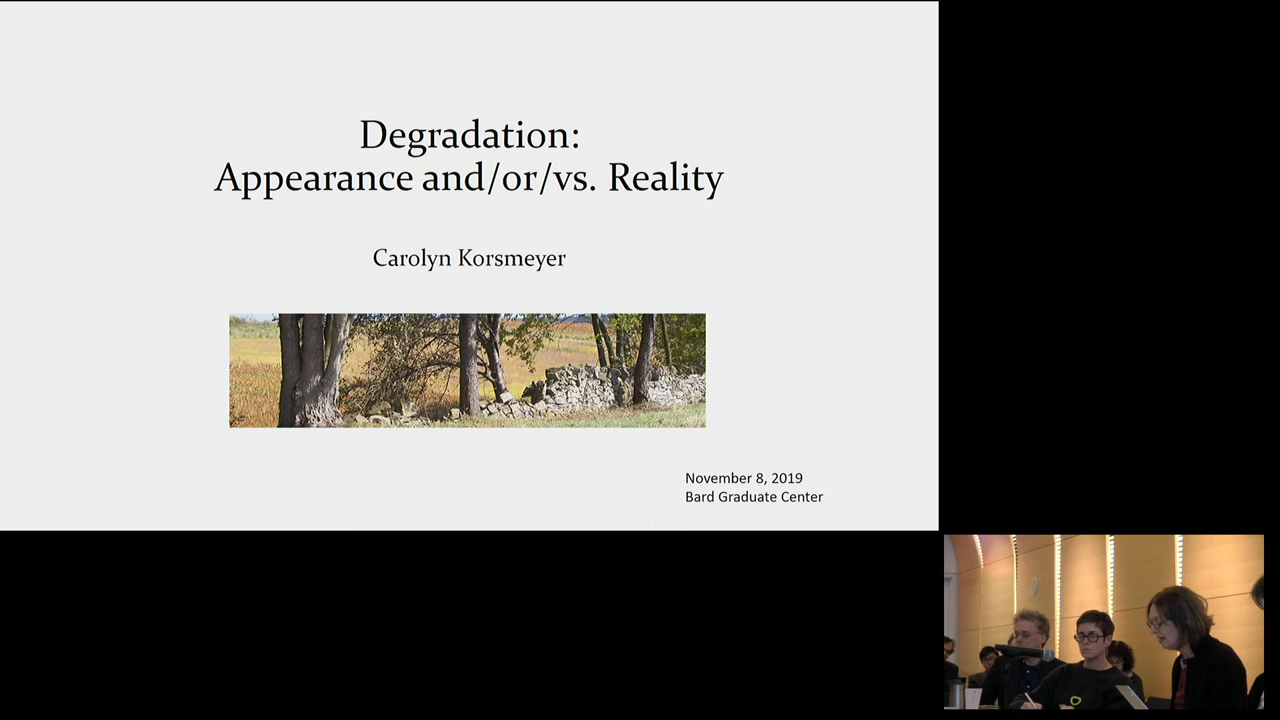 Degradation:
Appearance and/or/vs. Reality
Carolyn Korsmeyer
November 8, 2019
Bard Graduate Center